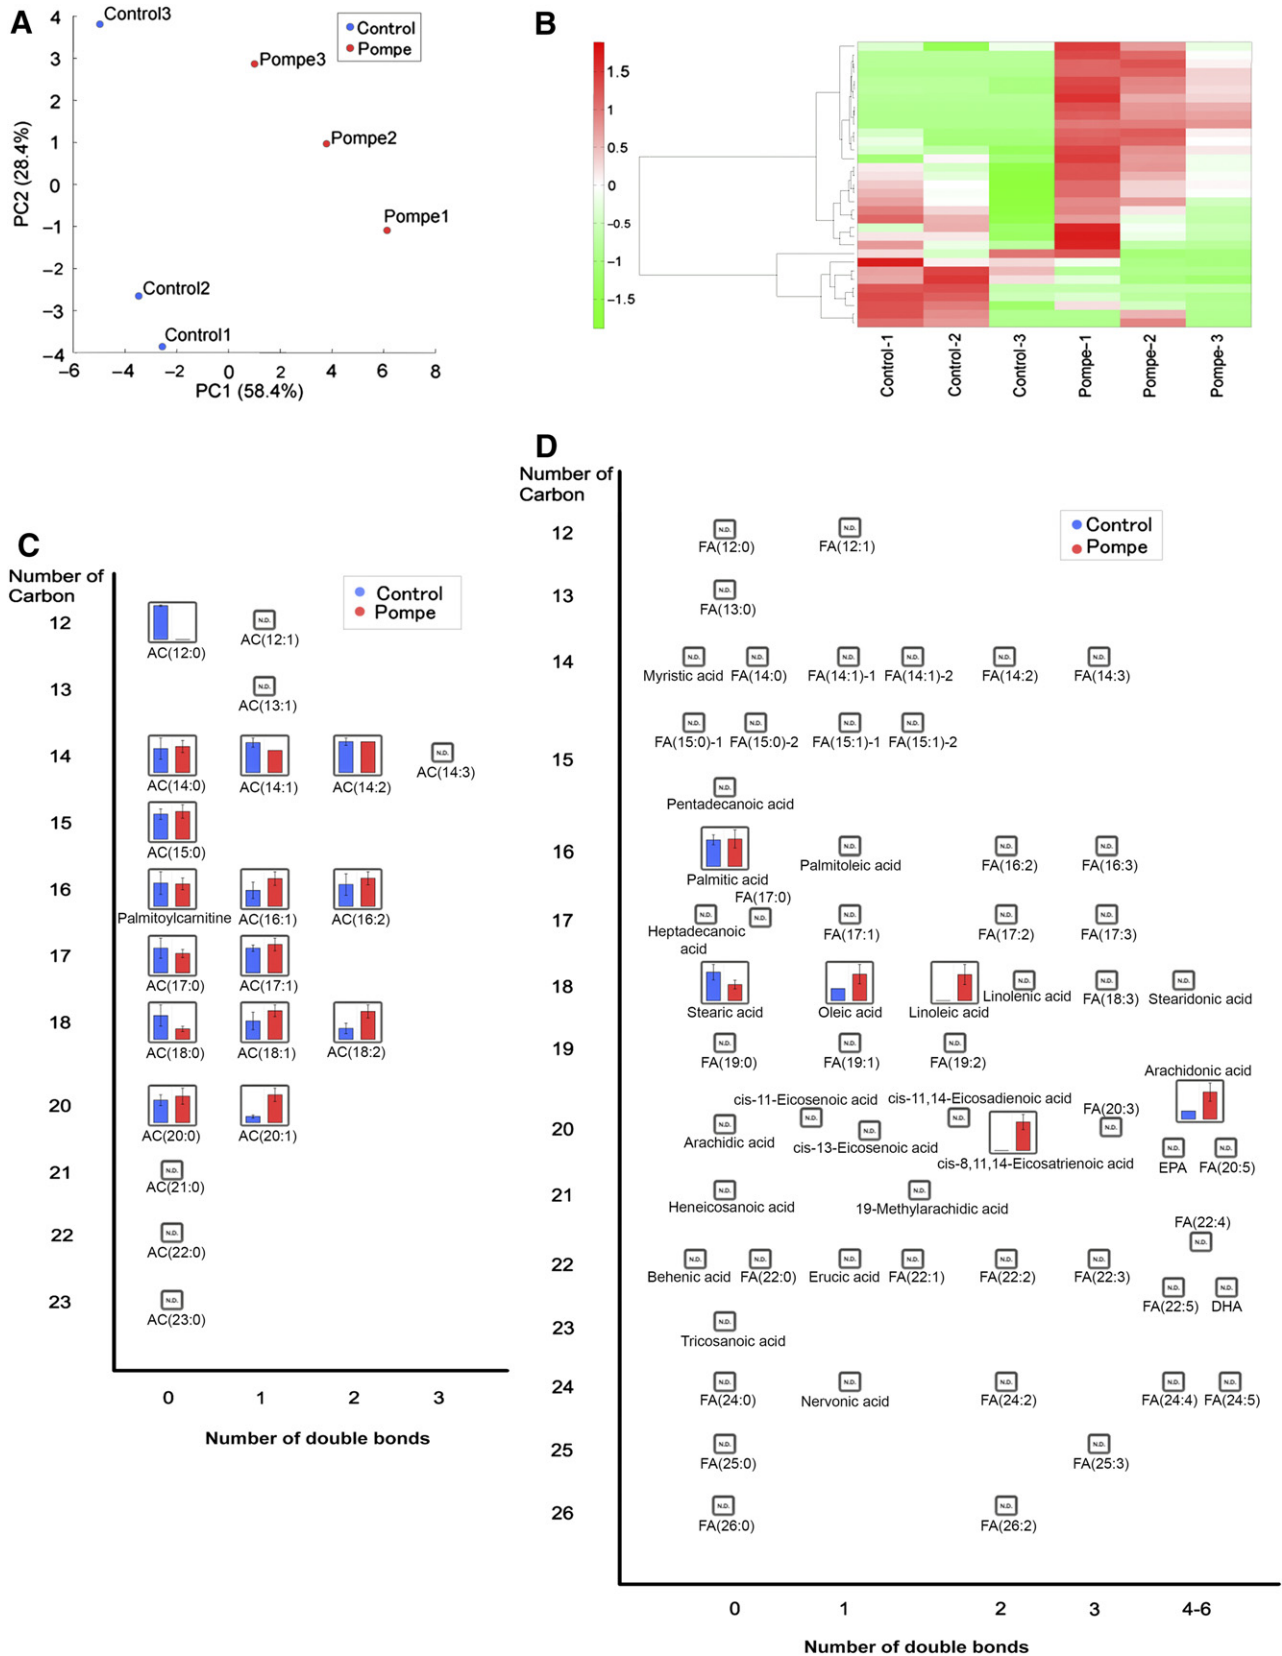 A
4
3
2
1
0
−1
−2
−3
−4
PC2 (28.4%)
Control3
Pompe3
Pompe2
Pompe1
Control2
Control1
Control
Pompe
−6
−4
−2
0
2
4
6
8
PC1 (58.4%)
B
1.5
1
0.5
0
−0.5
−1
−1.5
Control-1
Control-2
Control-3
Pompe-1
Pompe-2
Pompe-3
C
Number of
Carbon
Control
Pompe
12
AC(12:0)
N.D.
AC(12:1)
13
N.D.
AC(13:1)
14
AC(14:0)
AC(14:1)
AC(14:2)
N.D.
AC(14:3)
15
AC(15:0)
16
Palmitoylcarnitine
AC(16:1)
AC(16:2)
17
AC(17:0)
AC(17:1)
18
AC(18:0)
AC(18:1)
AC(18:2)
20
AC(20:0)
AC(20:1)
21
N.D.
AC(21:0)
22
N.D.
AC(22:0)
23
N.D.
AC(23:0)
0
1
2
3
Number of double bonds
D
Number of
Carbon
Control
Pompe
12
N.D.
FA(12:0)
N.D.
FA(12:1)
13
N.D.
FA(13:0)
14
N.D.
Myristic acid
N.D.
FA(14:0)
N.D.
FA(14:1)-1
N.D.
FA(14:1)-2
N.D.
FA(14:2)
N.D.
FA(14:3)
15
N.D.
FA(15:0)-1
N.D.
FA(15:0)-2
N.D.
FA(15:1)-1
N.D.
FA(15:1)-2
N.D.
Pentadecanoic acid
16
Palmitic acid
N.D.
Palmitoleic acid
N.D.
FA(16:2)
N.D.
FA(16:3)
17
FA(17:0)
N.D.
N.D.
Heptadecanoic
acid
N.D.
FA(17:1)
N.D.
FA(17:2)
N.D.
FA(17:3)
18
Stearic acid
Oleic acid
Linoleic acid
N.D.
Linolenic acid
N.D.
FA(18:3)
N.D.
Stearidonic acid
19
N.D.
FA(19:0)
N.D.
FA(19:1)
N.D.
FA(19:2)
20
N.D.
Arachidic acid
cis-11-Eicosenoic acid
N.D.
N.D.
cis-13-Eicosenoic acid
cis-11,14-Eicosadienoic acid
N.D.
cis-8,11,14-Eicosatrienoic acid
FA(20:3)
N.D.
Arachidonic acid
N.D.
EPA
N.D.
FA(20:5)
21
N.D.
Heneicosanoic acid
N.D.
19-Methylarachidic acid
22
N.D.
Behenic acid
N.D.
FA(22:0)
N.D.
Erucic acid
N.D.
FA(22:1)
N.D.
FA(22:2)
N.D.
FA(22:3)
FA(22:4)
N.D.
N.D.
FA(22:5)
N.D.
DHA
23
N.D.
Tricosanoic acid
24
N.D.
FA(24:0)
N.D.
Nervonic acid
N.D.
FA(24:2)
N.D.
FA(24:4)
N.D.
FA(24:5)
25
N.D.
FA(25:0)
N.D.
FA(25:3)
26
N.D.
FA(26:0)
N.D.
FA(26:2)
0
1
2
3
4-6
Number of double bonds